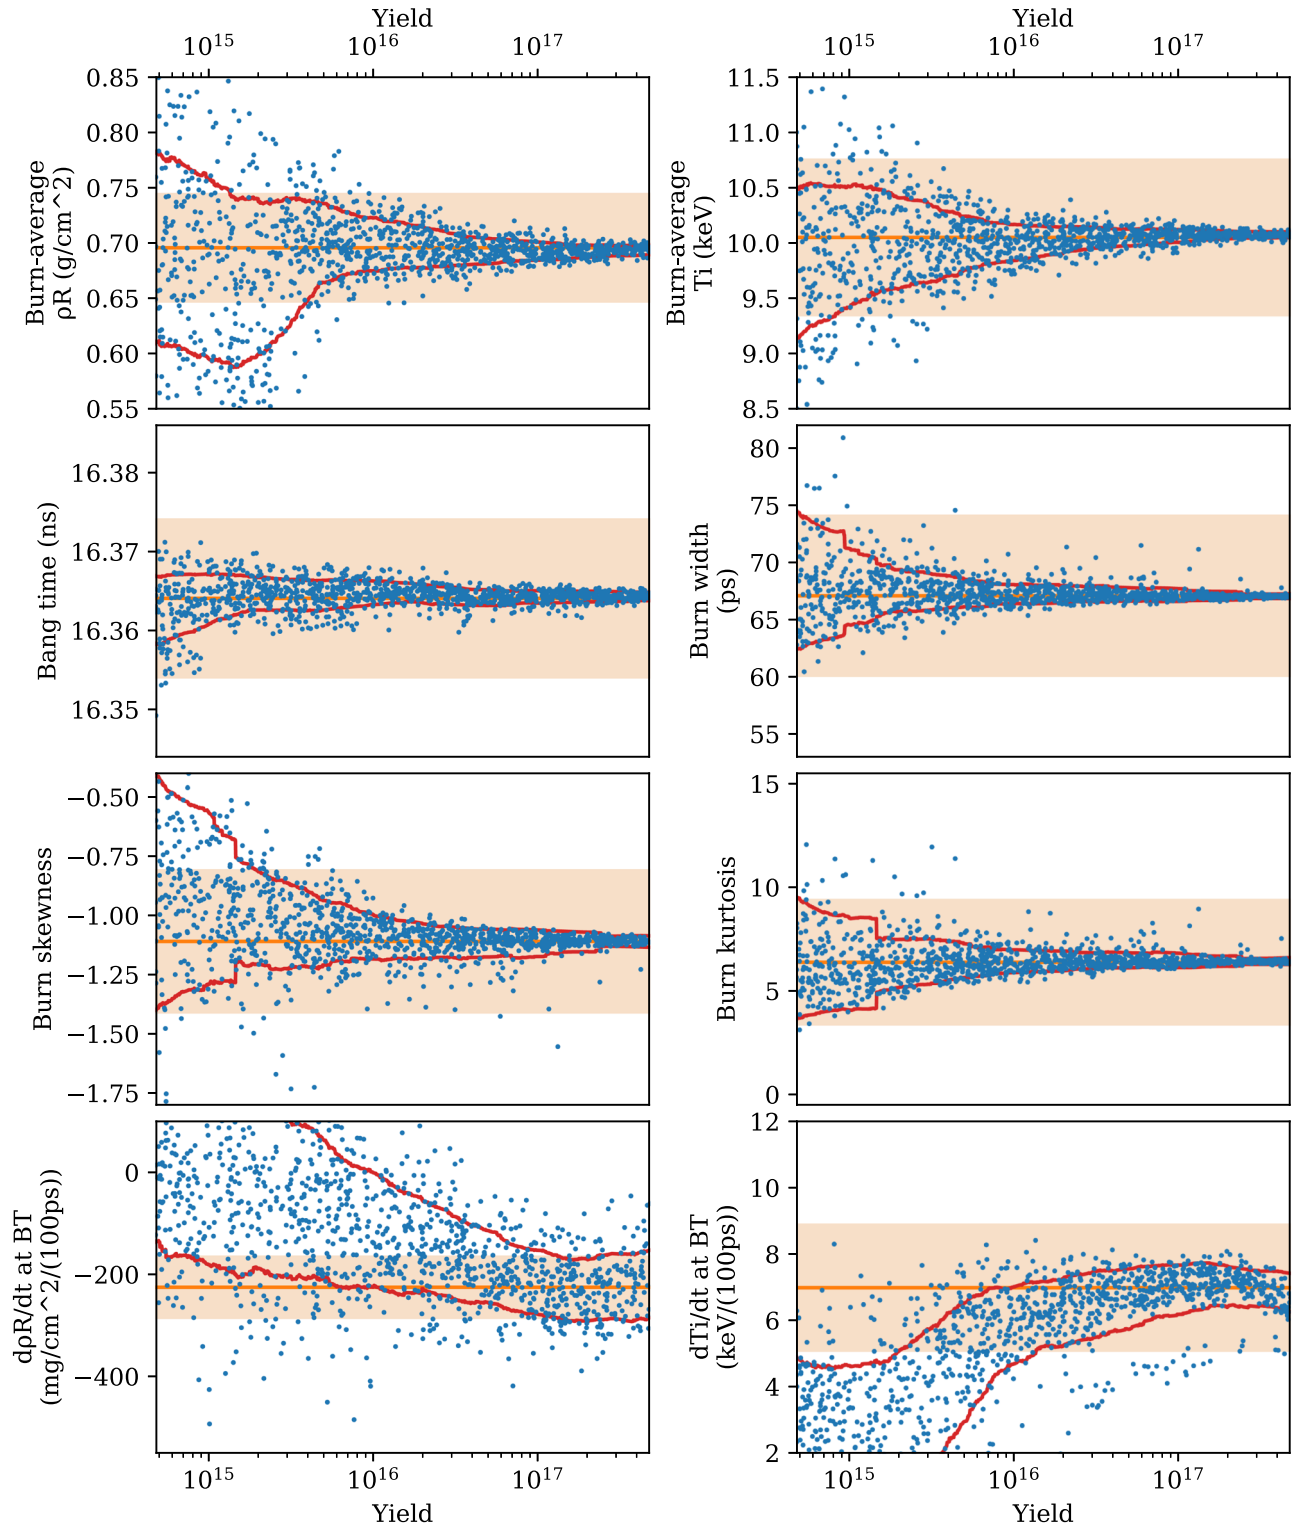 Yield Yield
10^15 10^16 10^17 10^15 10^16 10^17
Burn-average
ρR (g/cm^2)
0.85
0.80
0.75
0.70
0.65
0.60
0.55
Burn-average
Ti (keV)
11.5
11.0
10.5
10.0
9.5
9.0
8.5
Bang time (ns)
16.38
16.37
16.36
16.35
Burn width
(ps)
80
75
70
65
60
55
Burn skewness
−0.50
−0.75
−1.00
−1.25
−1.50
−1.75
Burn kurtosis
15
10
5
0
dρR/dt at BT
(mg/cm^2/(100ps))
0
−200
−400
dTi/dt at BT
(keV/(100ps))
12
10
8
6
4
2
10^15 10^16 10^17 10^15 10^16 10^17
Yield Yield